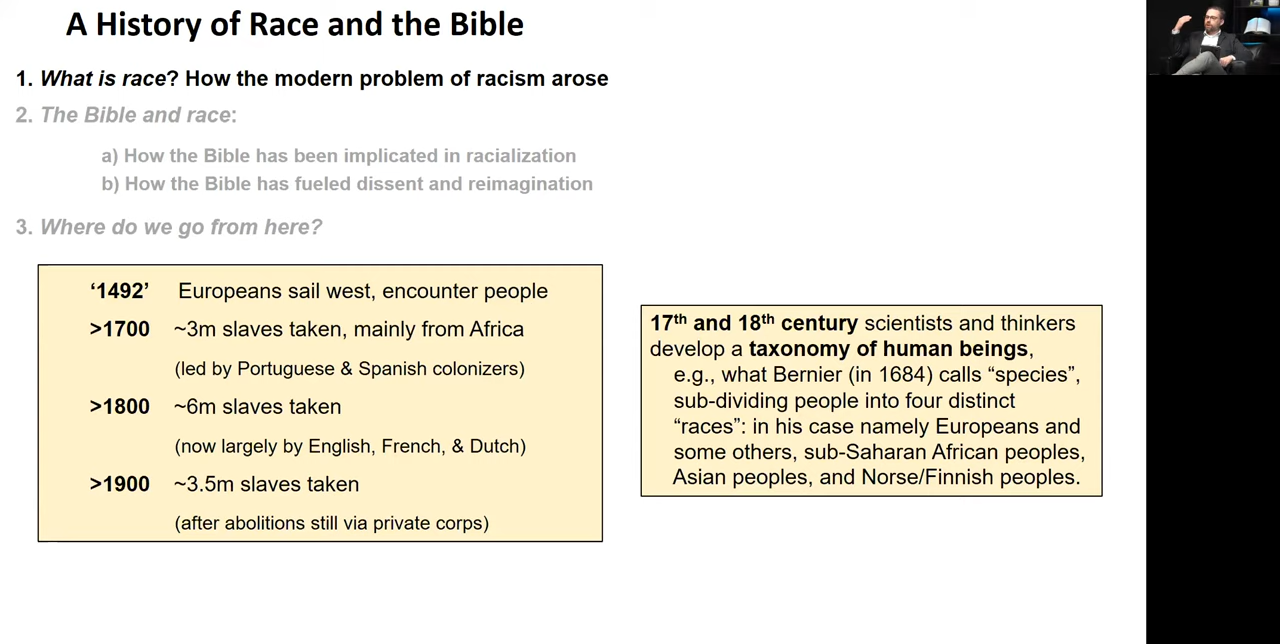 A History of Race and the Bible
1. What is race? How the modern problem of racism arose
2. The Bible and race:
a) How the Bible has been implicated in racialization
b) How the Bible has fueled dissent and reimagination
3. Where do we go from here?
‘1492’ Europeans sail west, encounter people
>1700 ~3m slaves taken, mainly from Africa
(led by Portuguese & Spanish colonizers)
>1800 ~6m slaves taken
(now largely by English, French, & Dutch)
>1900 ~3.5m slaves taken
(after abolitions still via private corps)
17th and 18th century scientists and thinkers
develop a taxonomy of human beings,
e.g., what Bernier (in 1684) calls “species”,
sub-dividing people into four distinct
“races”: in his case namely Europeans and
some others, sub-Saharan African peoples,
Asian peoples, and Norse/Finnish peoples.